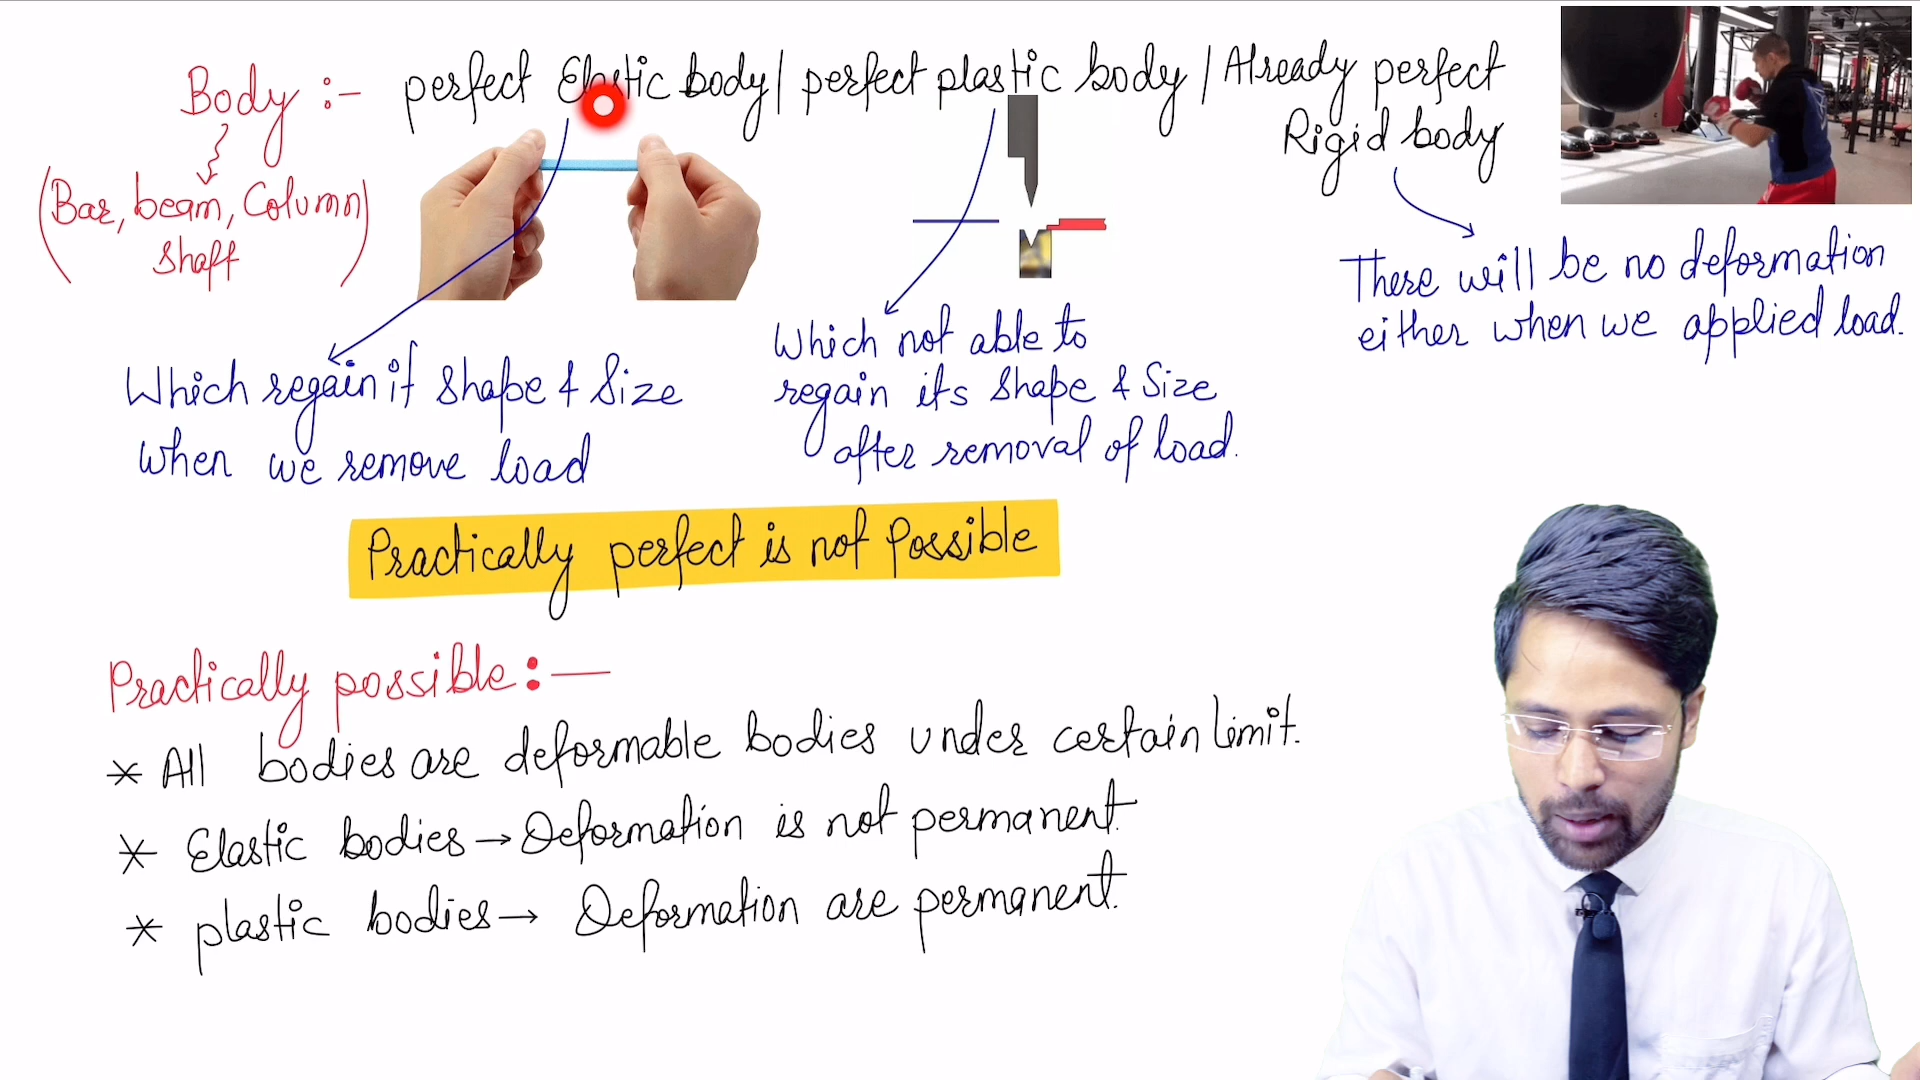 Body :- perfect Elastic body / perfect plastic body / Already perfect
Rigid body
(Bar, beam, Column
Shaft)
Which regain it shape & size
when we remove load
Which not able to
regain its shape & size
after removal of load.
There will be no deformation
either when we applied load.
Practically perfect is not Possible
Practically possible :—
* All bodies are deformable bodies under certain limit.
* Elastic bodies → Deformation is not permanent.
* plastic bodies → Deformation are permanent.